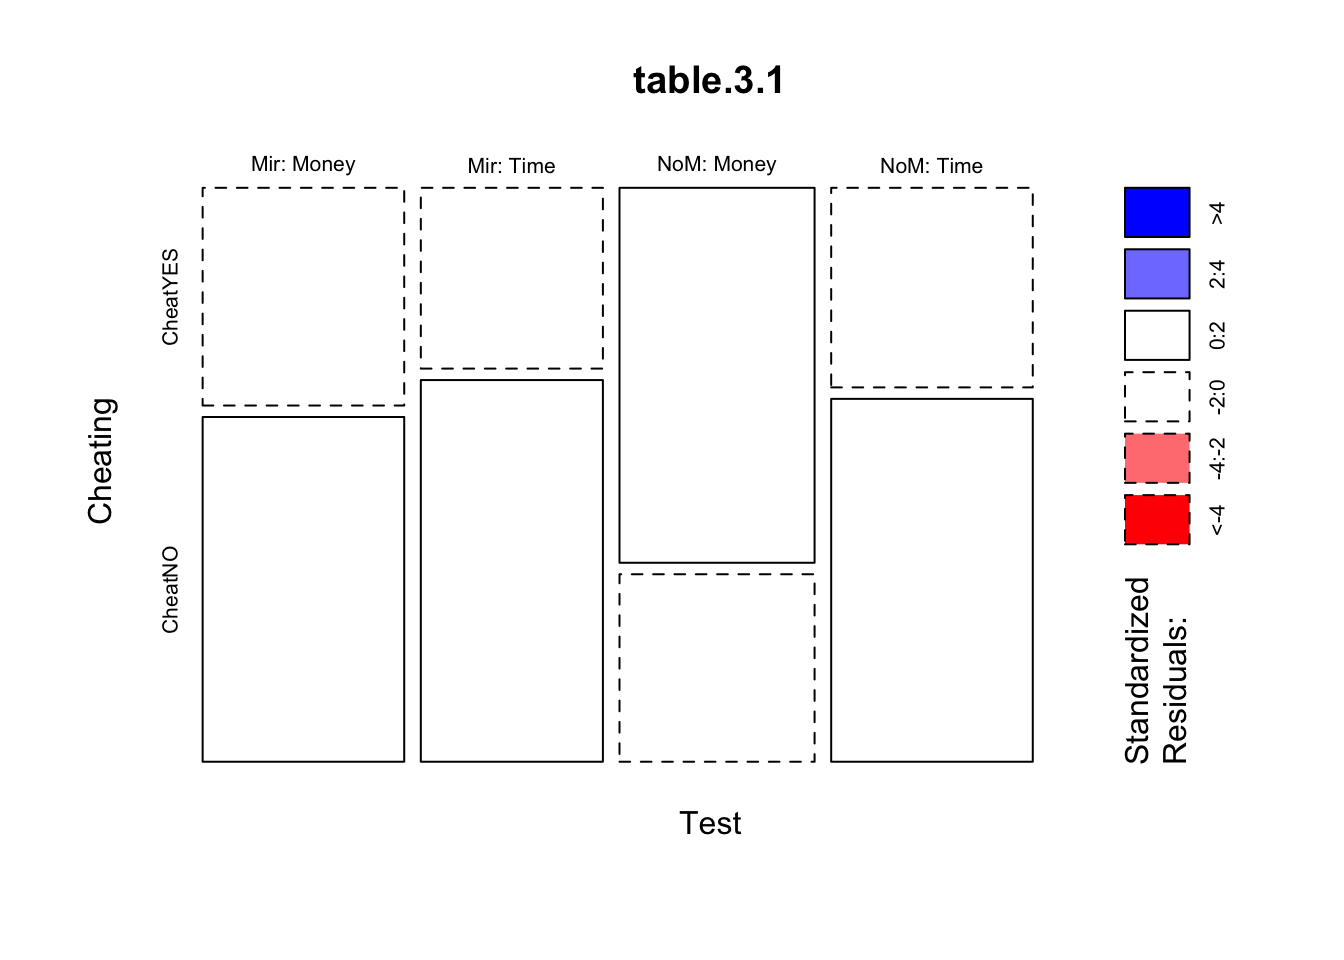 table.3.1
Mir: Money
Mir: Time
NoM: Money
NoM: Time
CheatYES
CheatNO
Cheating
Test
>4
2:4
0:2
-2:0
-4:-2
<-4
Standardized
Residuals: